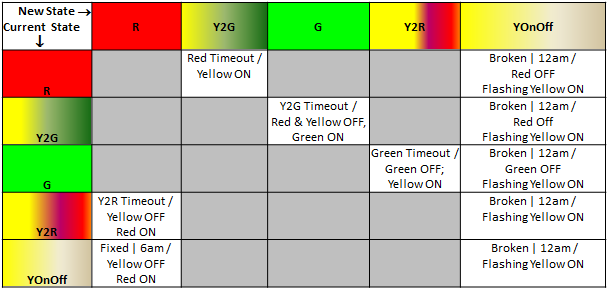 New State →
Current State
↓
R
Y2G
G
Y2R
YOnOff
R
Red Timeout /
Yellow ON
Broken | 12am /
Red OFF
Flashing Yellow ON
Y2G
Y2G Timeout /
Red & Yellow OFF,
Green ON
Broken | 12am /
Red Off
Flashing Yellow ON
G
Green Timeout /
Green OFF;
Yellow ON
Broken | 12am /
Green OFF
Flashing Yellow ON
Y2R
Y2R Timeout /
Yellow OFF
Red ON
Broken | 12am /
Flashing Yellow ON
YOnOff
Fixed | 6am /
Yellow OFF
Red ON
Broken | 12am /
Flashing Yellow ON